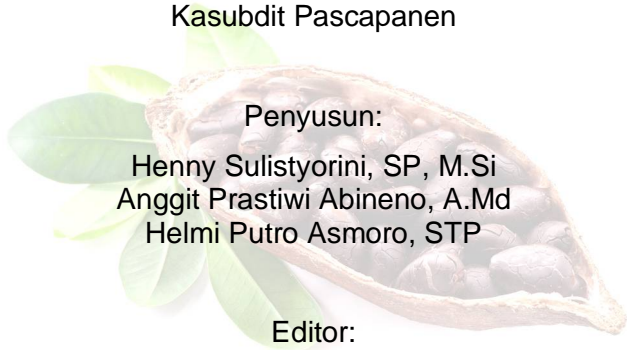 Kasubdit Pascapanen
Penyusun:
Henny Sulistyorini, SP, M.Si
Anggit Prastiwi Abineno, A.Md
Helmi Putro Asmoro, STP
Editor: